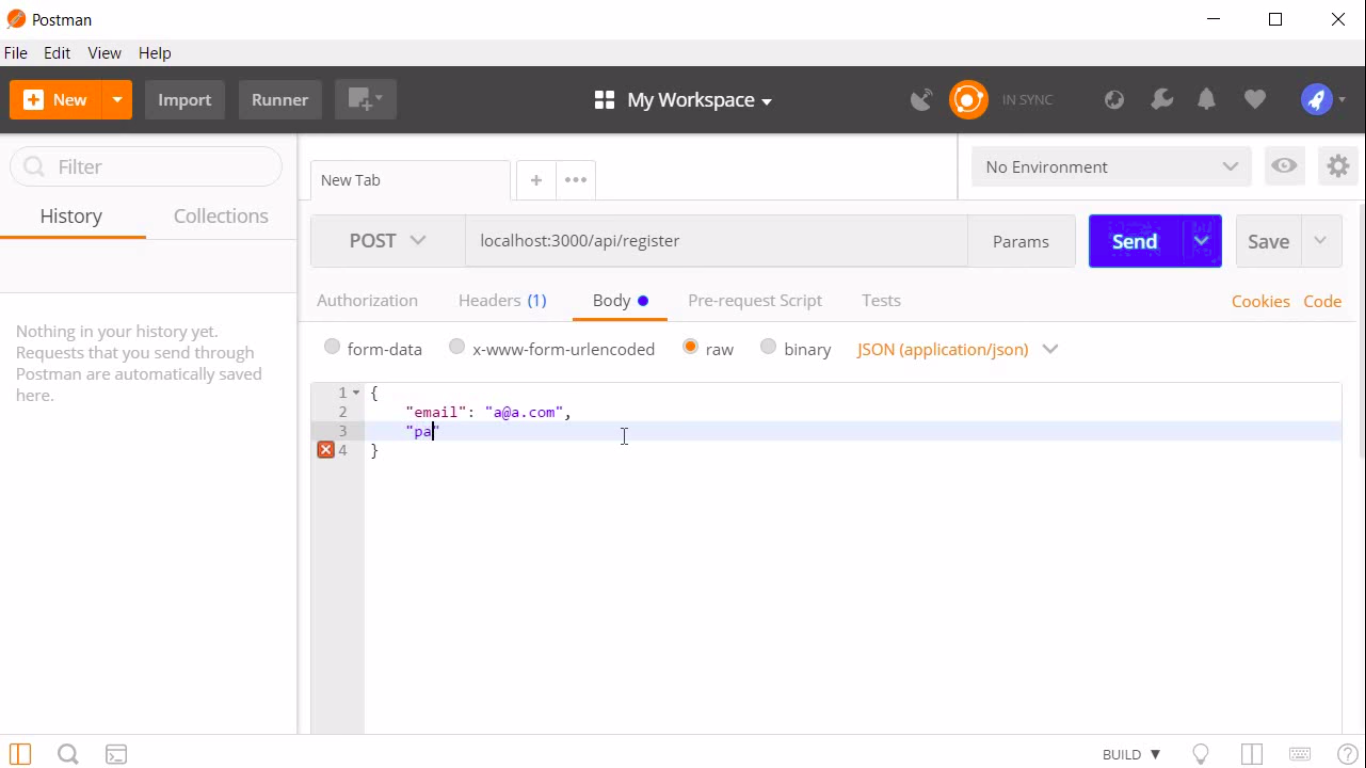 Postman
File Edit View Help
New Import Runner My Workspace IN SYNC
Filter
History Collections
Nothing in your history yet.
Requests that you send through
Postman are automatically saved
here.
New Tab + ••• No Environment
POST localhost:3000/api/register Params Send Save
Authorization Headers (1) Body Pre-request Script Tests Cookies Code
form-data x-www-form-urlencoded raw binary JSON (application/json)
1 {
2 "email": "a@a.com",
3 "pa"
4 }
BUILD